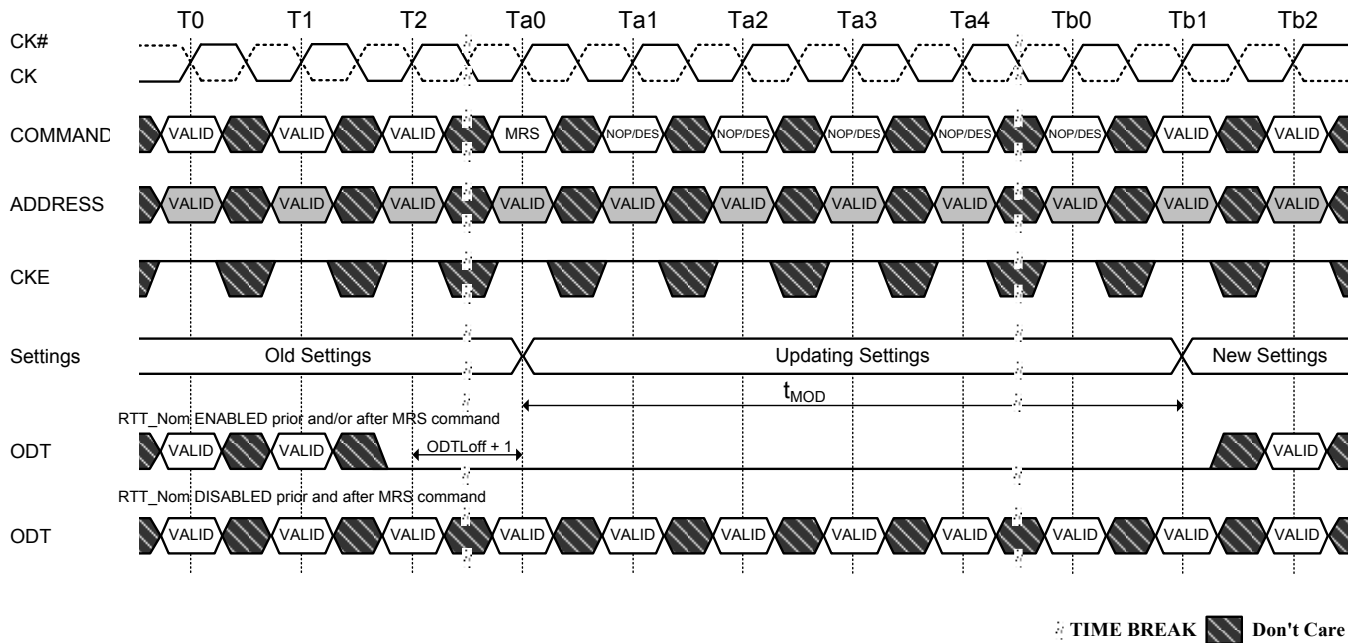 T0 T1 T2 Ta0 Ta1 Ta2 Ta3 Ta4 Tb0 Tb1 Tb2
CK#
CK
COMMAND VALID VALID VALID MRS NOP/DES NOP/DES NOP/DES NOP/DES NOP/DES VALID VALID
ADDRESS VALID VALID VALID VALID VALID VALID VALID VALID VALID VALID VALID
CKE
Settings Old Settings Updating Settings New Settings
tMOD
RTT_Nom ENABLED prior and/or after MRS command
ODT VALID VALID ODTLoff + 1 VALID
RTT_Nom DISABLED prior and after MRS command
ODT VALID VALID VALID VALID VALID VALID VALID VALID VALID VALID VALID
TIME BREAK Don't Care